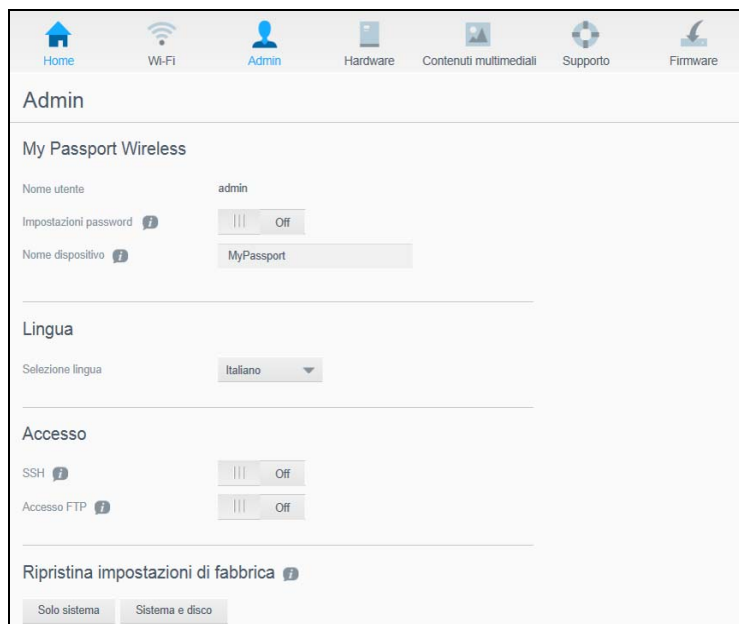 Home Wi-Fi Admin Hardware Contenuti multimediali Supporto Firmware
Admin
My Passport Wireless
Nome utente admin
Impostazioni password i Off
Nome dispositivo i MyPassport
Lingua
Selezione lingua Italiano
Accesso
SSH i Off
Accesso FTP i Off
Ripristina impostazioni di fabbrica i
Solo sistema Sistema e disco